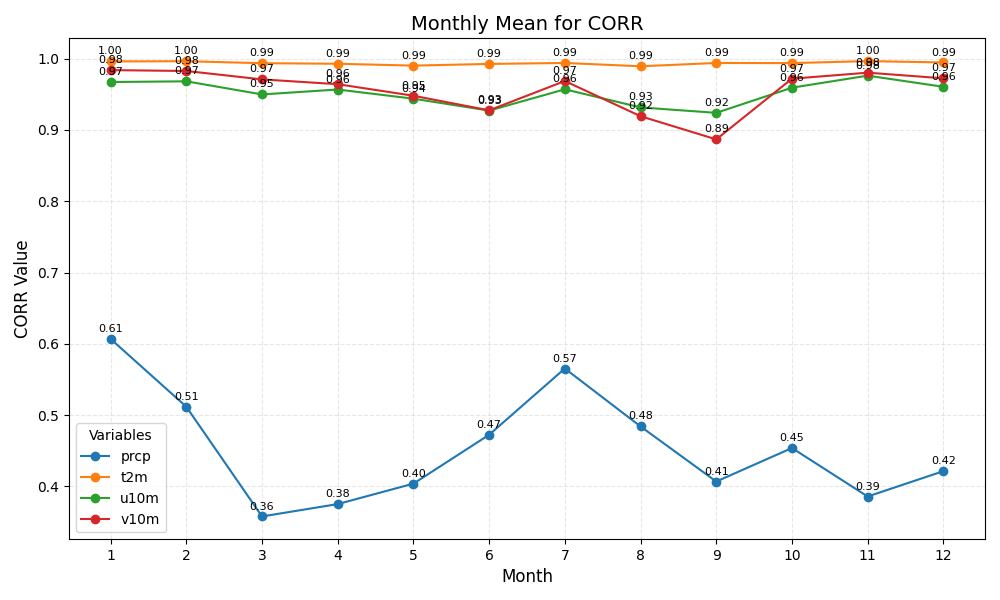 Monthly Mean for CORR
CORR Value
1.0
0.9
0.8
0.7
0.6
0.5
0.4
1.00 1.00 0.99 0.99 0.99 0.99 0.99 0.99 0.99 0.99 1.00 0.99
0.98 0.98 0.97 0.96 0.95 0.93 0.97 0.92 0.89 0.97 0.98 0.97
0.97 0.97 0.95 0.96 0.94 0.93 0.96 0.93 0.92 0.96 0.98 0.96
0.61 0.51 0.36 0.38 0.40 0.47 0.57 0.48 0.41 0.45 0.39 0.42
Variables
prcp
t2m
u10m
v10m
1 2 3 4 5 6 7 8 9 10 11 12
Month